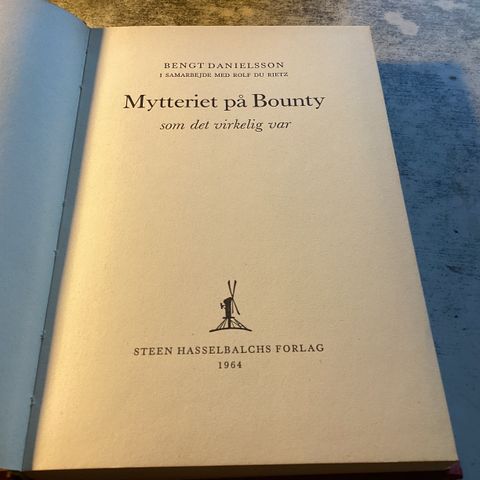 BENGT DANIELSSON
I SAMARBEJDE MED ROLF DU RIETZ
Mytteriet på Bounty
som det virkelig var
STEEN HASSELBALCHS FORLAG
1964